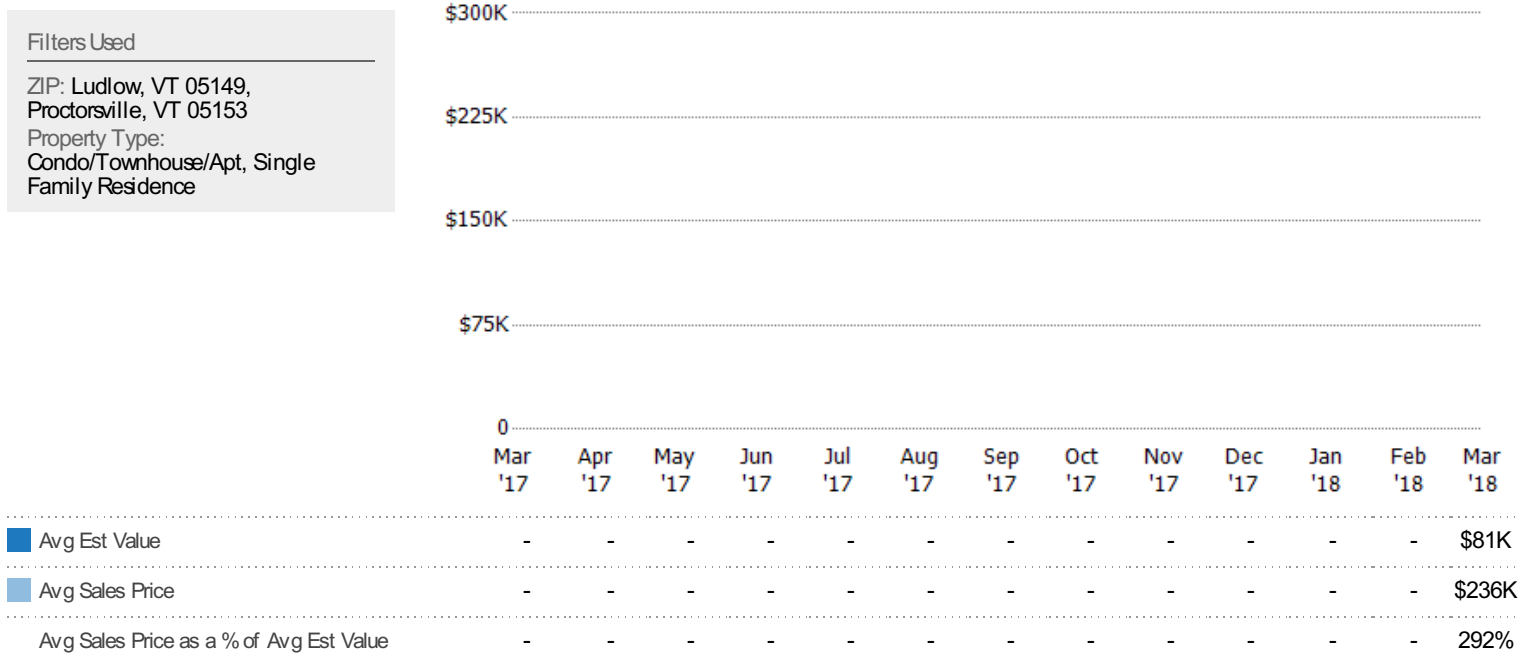 Filters Used
ZIP: Ludlow, VT 05149,
Proctorsville, VT 05153
Property Type:
Condo/Townhouse/Apt, Single
Family Residence
$300K
$225K
$150K
$75K
0
Mar Apr May Jun Jul Aug Sep Oct Nov Dec Jan Feb Mar
'17 '17 '17 '17 '17 '17 '17 '17 '17 '17 '18 '18 '18
Avg Est Value - - - - - - - - - - - - $81K
Avg Sales Price - - - - - - - - - - - - $236K
Avg Sales Price as a % of Avg Est Value - - - - - - - - - - - - 292%